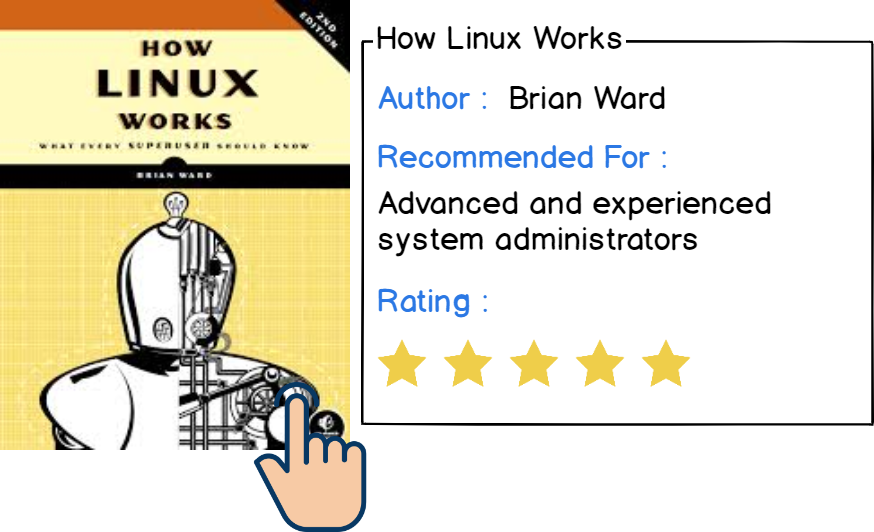 2ND
EDITION
HOW
LINUX
WORKS
WHAT EVERY SUPERUSER SHOULD KNOW
BRIAN WARD
How Linux Works
Author : Brian Ward
Recommended For :
Advanced and experienced
system administrators
Rating :